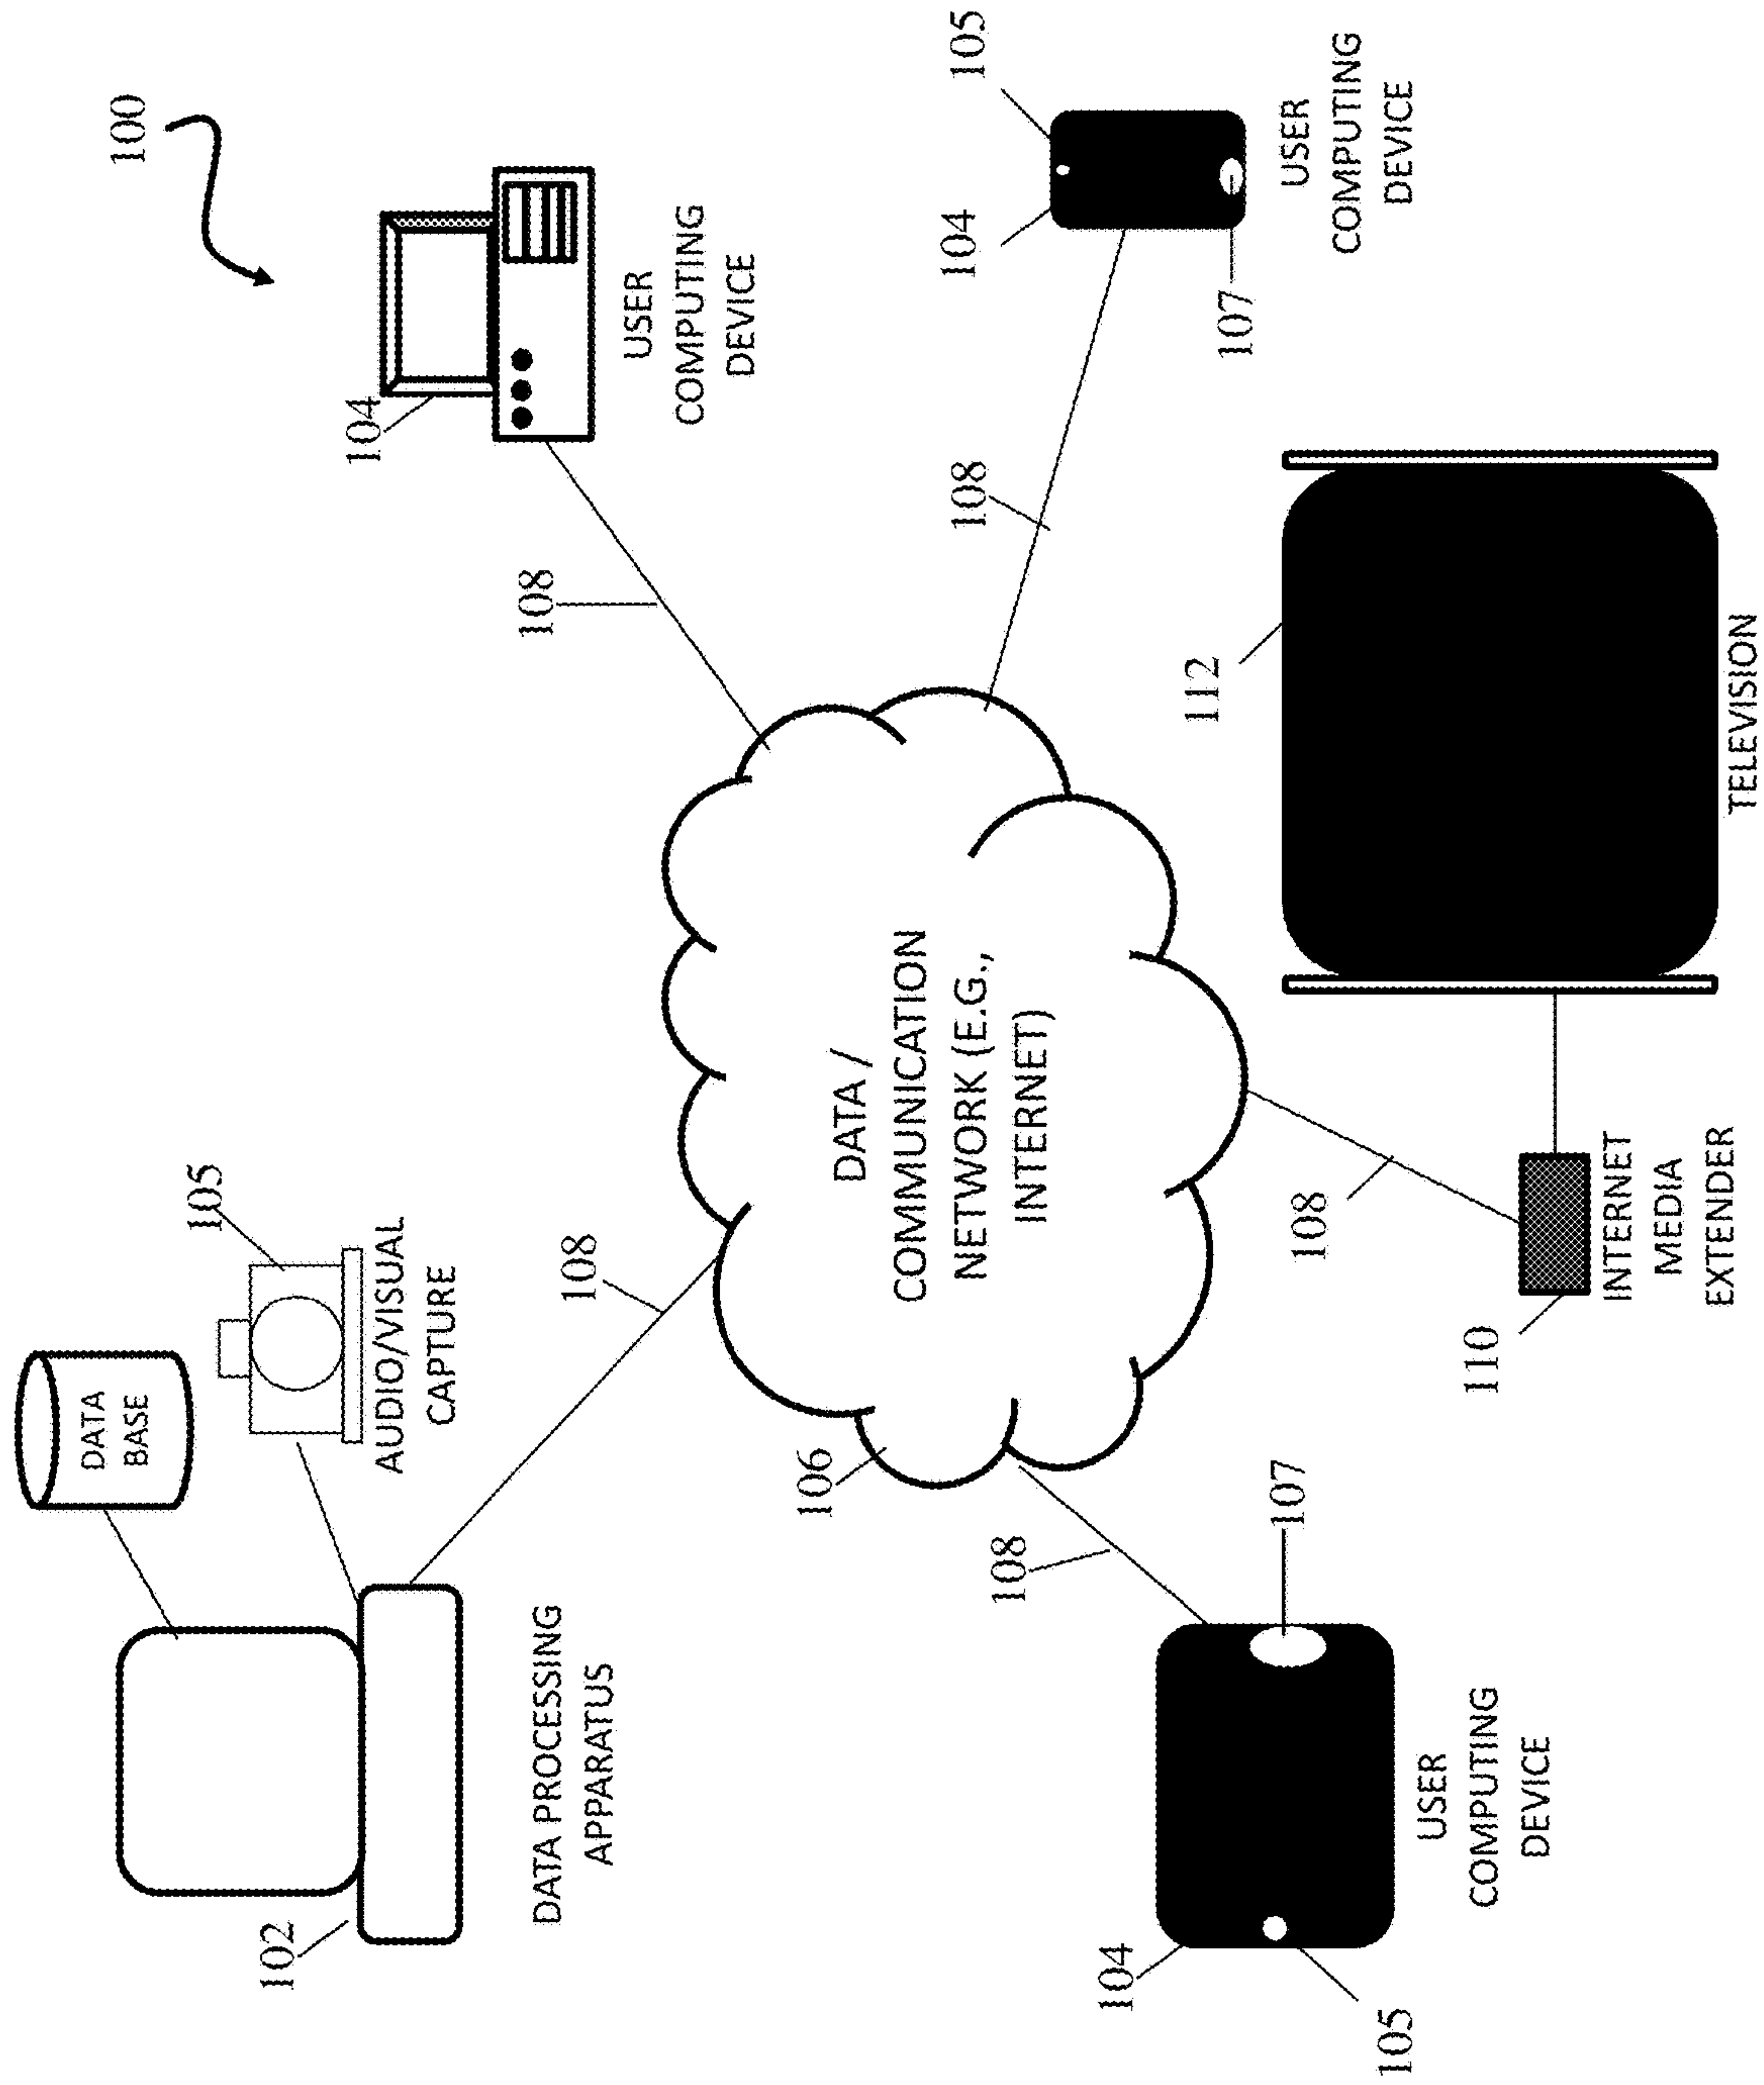 100
DATA
BASE
105
AUDIO/VISUAL
CAPTURE
102
DATA PROCESSING
APPARATUS
108
104
USER
COMPUTING
DEVICE
108
106
DATA /
COMMUNICATION
NETWORK (E.G.,
INTERNET)
108
104
105
107
USER
COMPUTING
DEVICE
108
104
105
107
USER
COMPUTING
DEVICE
108
110
INTERNET
MEDIA
EXTENDER
112
TELEVISION